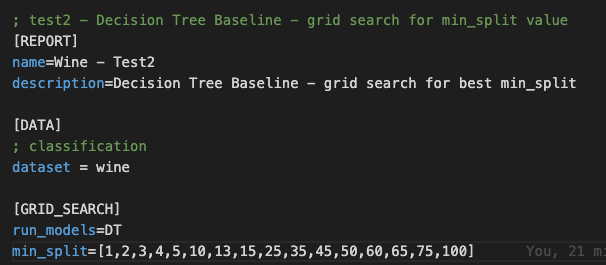 ; test2 – Decision Tree Baseline – grid search for min_split value
[REPORT]
name=Wine – Test2
description=Decision Tree Baseline – grid search for best min_split
[DATA]
; classification
dataset = wine
[GRID_SEARCH]
run_models=DT
min_split=[1,2,3,4,5,10,13,15,25,35,45,50,60,65,75,100] You, 21 mi